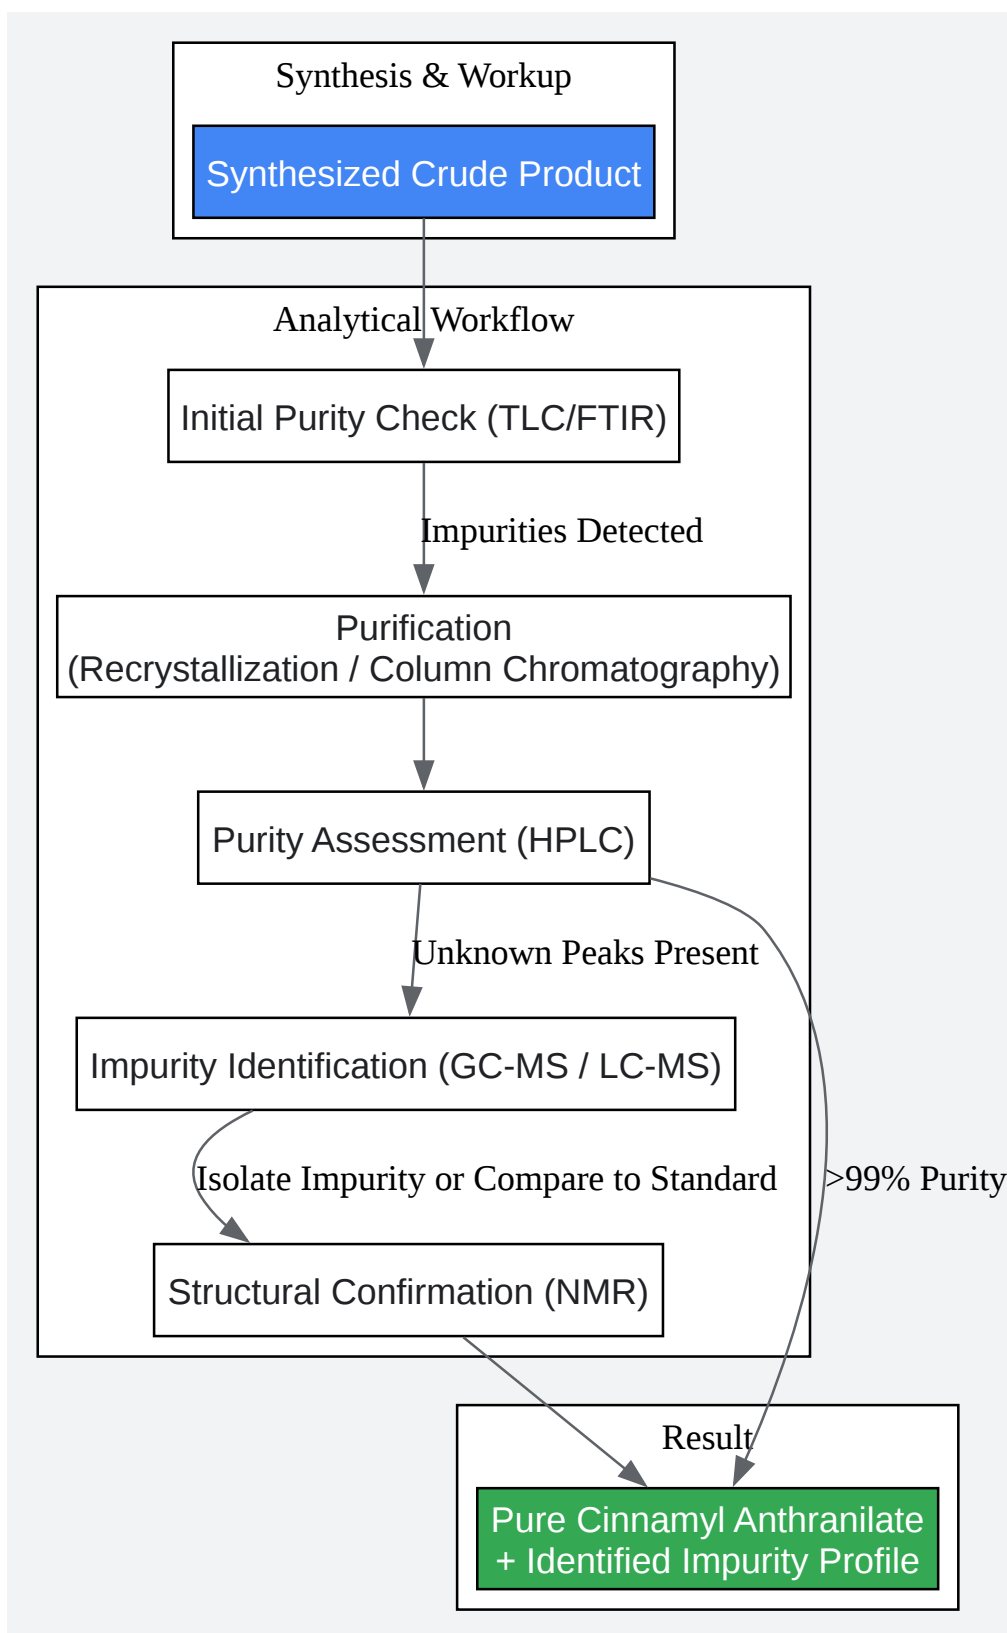 Synthesis & Workup
Synthesized Crude Product
Analytical Workflow
Initial Purity Check (TLC/FTIR)
Impurities Detected
Purification
(Recrystallization / Column Chromatography)
Purity Assessment (HPLC)
Unknown Peaks Present
Impurity Identification (GC-MS / LC-MS)
Isolate Impurity or Compare to Standard
>99% Purity
Structural Confirmation (NMR)
Result
Pure Cinnamyl Anthranilate
+ Identified Impurity Profile